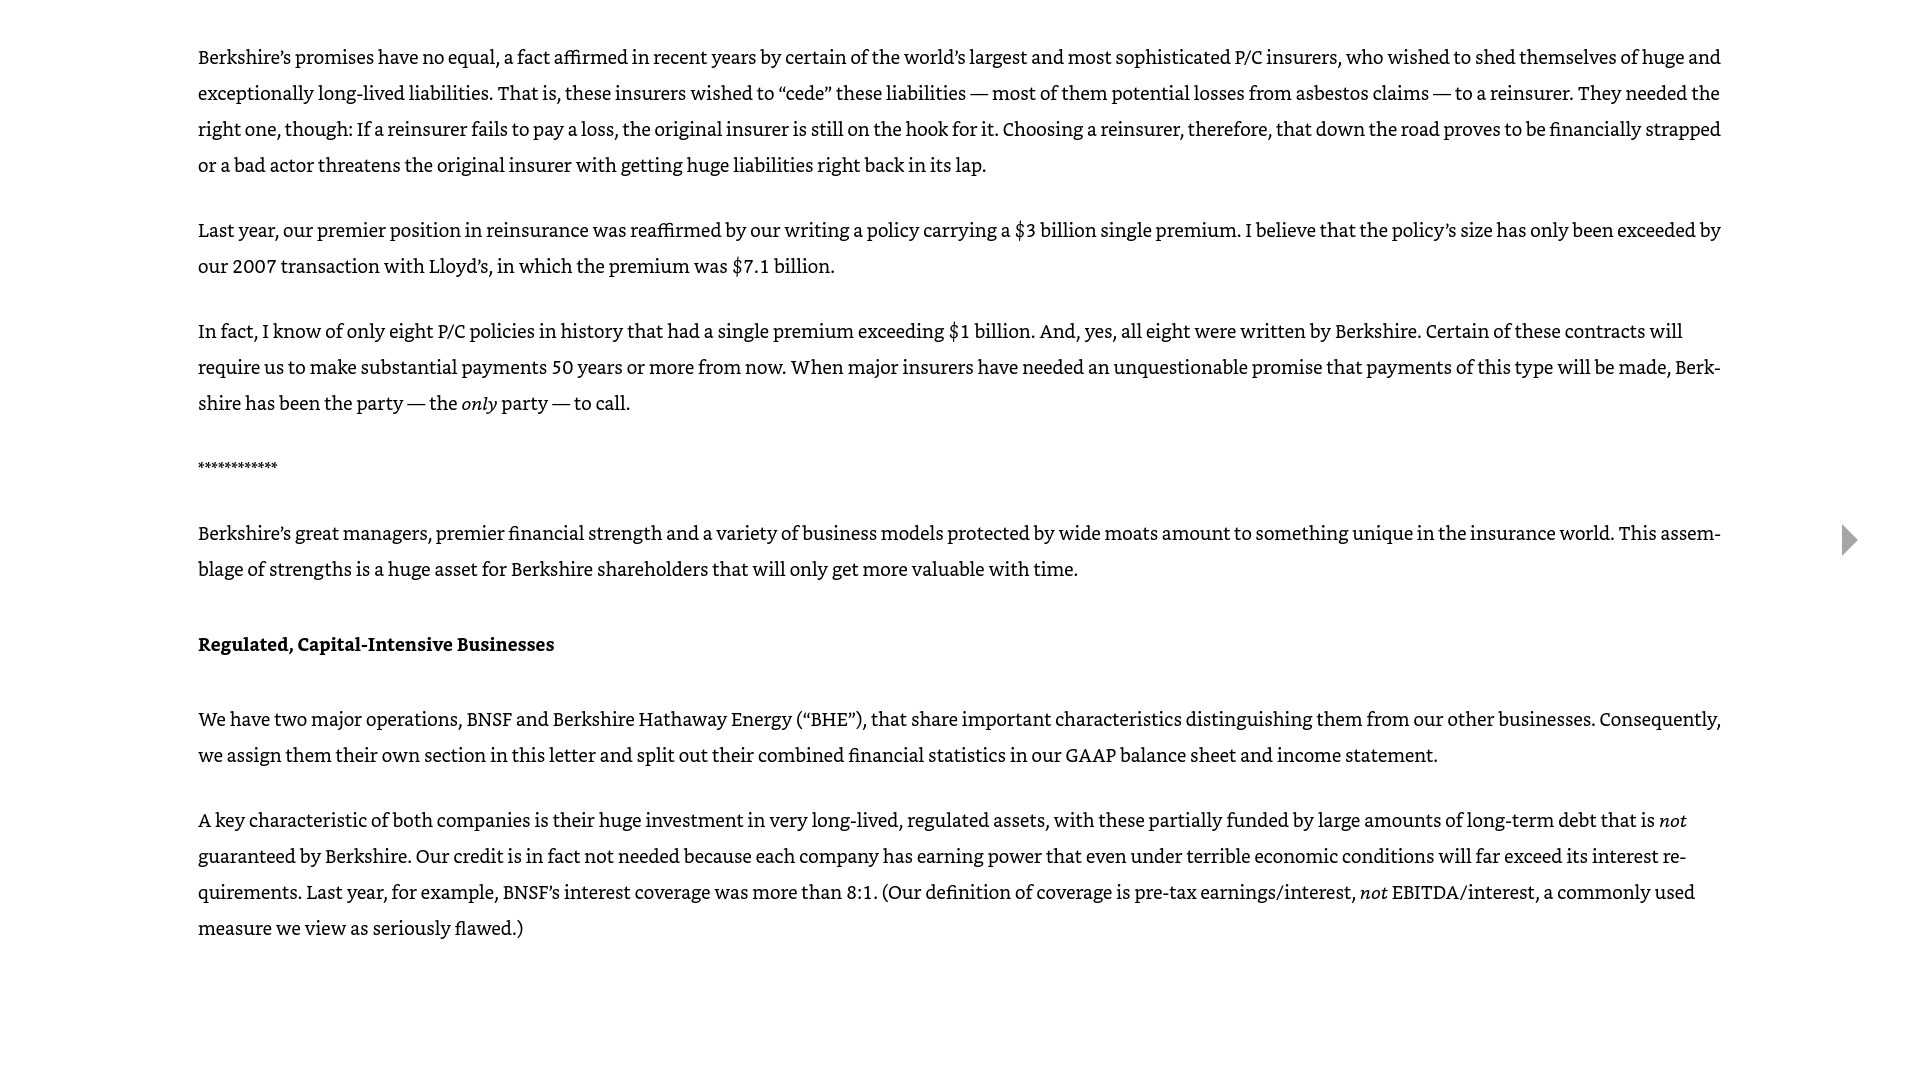 Berkshire’s promises have no equal, a fact affirmed in recent years by certain of the world’s largest and most sophisticated P/C insurers, who wished to shed themselves of huge and
exceptionally long-lived liabilities. That is, these insurers wished to “cede” these liabilities — most of them potential losses from asbestos claims — to a reinsurer. They needed the
right one, though: If a reinsurer fails to pay a loss, the original insurer is still on the hook for it. Choosing a reinsurer, therefore, that down the road proves to be financially strapped
or a bad actor threatens the original insurer with getting huge liabilities right back in its lap.
Last year, our premier position in reinsurance was reaffirmed by our writing a policy carrying a $3 billion single premium. I believe that the policy’s size has only been exceeded by
our 2007 transaction with Lloyd’s, in which the premium was $7.1 billion.
In fact, I know of only eight P/C policies in history that had a single premium exceeding $1 billion. And, yes, all eight were written by Berkshire. Certain of these contracts will
require us to make substantial payments 50 years or more from now. When major insurers have needed an unquestionable promise that payments of this type will be made, Berk-
shire has been the party — the only party — to call.
************
Berkshire’s great managers, premier financial strength and a variety of business models protected by wide moats amount to something unique in the insurance world. This assem-
blage of strengths is a huge asset for Berkshire shareholders that will only get more valuable with time.
Regulated, Capital-Intensive Businesses
We have two major operations, BNSF and Berkshire Hathaway Energy (“BHE”), that share important characteristics distinguishing them from our other businesses. Consequently,
we assign them their own section in this letter and split out their combined financial statistics in our GAAP balance sheet and income statement.
A key characteristic of both companies is their huge investment in very long-lived, regulated assets, with these partially funded by large amounts of long-term debt that is not
guaranteed by Berkshire. Our credit is in fact not needed because each company has earning power that even under terrible economic conditions will far exceed its interest re-
quirements. Last year, for example, BNSF’s interest coverage was more than 8:1. (Our definition of coverage is pre-tax earnings/interest, not EBITDA/interest, a commonly used
measure we view as seriously flawed.)